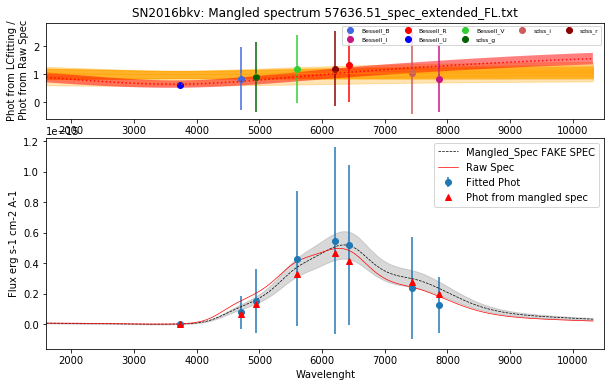 SN2016bkv: Mangled spectrum 57636.51_spec_extended_FL.txt
Phot from LCfitting /
Phot from Raw Spec
2
1
0
Bessell_B
Bessell_I
Bessell_R
Bessell_U
Bessell_V
sdss_g
sdss_i
sdss_r
2000 3000 4000 5000 6000 7000 8000 9000 10000
1e-15
Flux erg s-1 cm-2 A-1
1.2
1.0
0.8
0.6
0.4
0.2
0.0
Mangled_Spec FAKE SPEC
Raw Spec
Fitted Phot
Phot from mangled spec
2000 3000 4000 5000 6000 7000 8000 9000 10000
Wavelenght